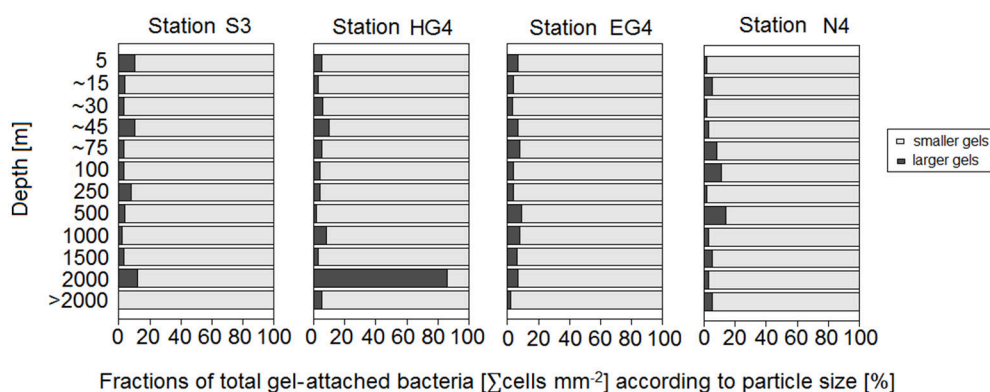 Station S3 Station HG4 Station EG4 Station N4
Depth [m]
5
~15
~30
~45
~75
100
250
500
1000
1500
2000
>2000
0 20 40 60 80 100 0 20 40 60 80 100 0 20 40 60 80 100 0 20 40 60 80 100
smaller gels
larger gels
Fractions of total gel-attached bacteria [∑cells mm⁻²] according to particle size [%]